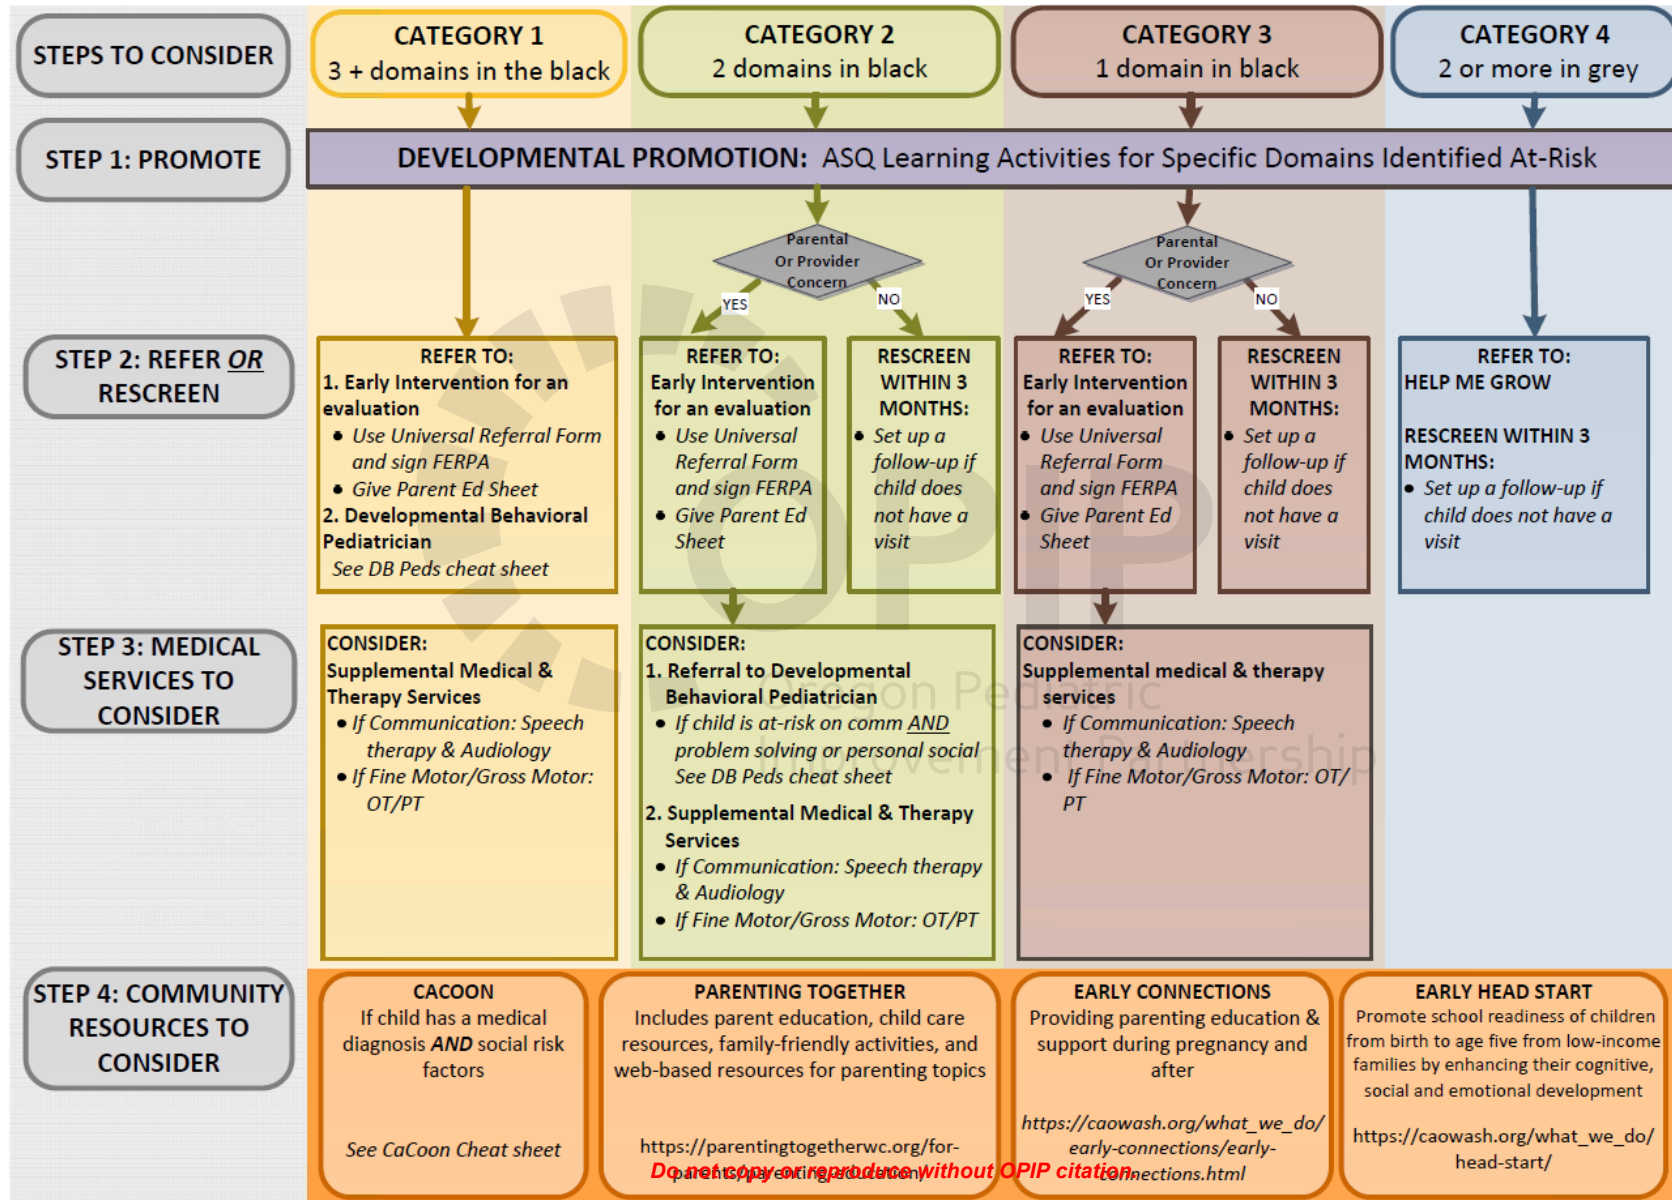 STEPS TO CONSIDER
CATEGORY 1
3 + domains in the black
CATEGORY 2
2 domains in black
CATEGORY 3
1 domain in black
CATEGORY 4
2 or more in grey
STEP 1: PROMOTE
DEVELOPMENTAL PROMOTION: ASQ Learning Activities for Specific Domains Identified At-Risk
Parental
Or Provider
Concern
YES
NO
Parental
Or Provider
Concern
YES
NO
STEP 2: REFER OR
RESCREEN
REFER TO:
1. Early Intervention for an
evaluation
• Use Universal Referral Form
and sign FERPA
• Give Parent Ed Sheet
2. Developmental Behavioral
Pediatrician
See DB Peds cheat sheet
REFER TO:
Early Intervention
for an evaluation
• Use Universal
Referral Form
and sign FERPA
• Give Parent Ed
Sheet
RESCREEN
WITHIN 3
MONTHS:
• Set up a
follow-up if
child does
not have a
visit
REFER TO:
Early Intervention
for an evaluation
• Use Universal
Referral Form
and sign FERPA
• Give Parent Ed
Sheet
RESCREEN
WITHIN 3
MONTHS:
• Set up a
follow-up if
child does
not have a
visit
REFER TO:
HELP ME GROW
RESCREEN WITHIN 3
MONTHS:
• Set up a follow-up if
child does not have a
visit
OPIP
Oregon Pediatric
Improvement Partnership
STEP 3: MEDICAL
SERVICES TO
CONSIDER
CONSIDER:
Supplemental Medical &
Therapy Services
• If Communication: Speech
therapy & Audiology
• If Fine Motor/Gross Motor:
OT/PT
CONSIDER:
1. Referral to Developmental
Behavioral Pediatrician
• If child is at-risk on comm AND
problem solving or personal social
See DB Peds cheat sheet
2. Supplemental Medical & Therapy
Services
• If Communication: Speech therapy
& Audiology
• If Fine Motor/Gross Motor: OT/PT
CONSIDER:
Supplemental medical & therapy
services
• If Communication: Speech
therapy & Audiology
• If Fine Motor/Gross Motor: OT/
PT
STEP 4: COMMUNITY
RESOURCES TO
CONSIDER
CACOON
If child has a medical
diagnosis AND social risk
factors
See CaCoon Cheat sheet
PARENTING TOGETHER
Includes parent education, child care
resources, family-friendly activities, and
web-based resources for parenting topics
https://parentingtogetherwc.org/for-
parents/parenting-education/
EARLY CONNECTIONS
Providing parenting education &
support during pregnancy and
after
https://caowash.org/what_we_do/
early-connections/early-
connections.html
EARLY HEAD START
Promote school readiness of children
from birth to age five from low-income
families by enhancing their cognitive,
social and emotional development
https://caowash.org/what_we_do/
head-start/
Do not copy or reproduce without OPIP citation.